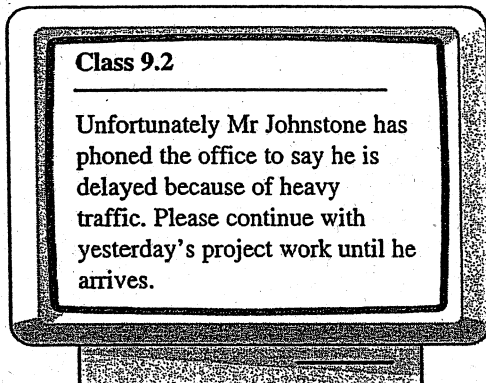 Class 9.2
Unfortunately Mr Johnstone has
phoned the office to say he is
delayed because of heavy
traffic. Please continue with
yesterday's project work until he
arrives.